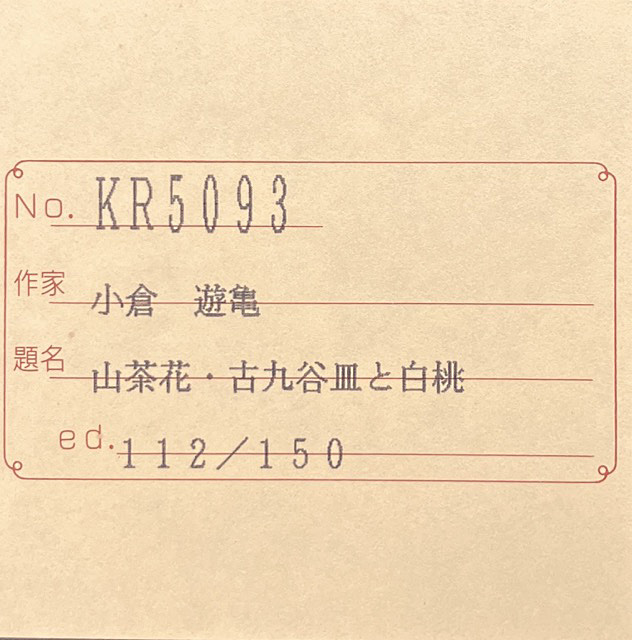 No. KR5093
作家 小倉　遊亀
題名 山茶花・古九谷皿と白桃
ed. 112／150